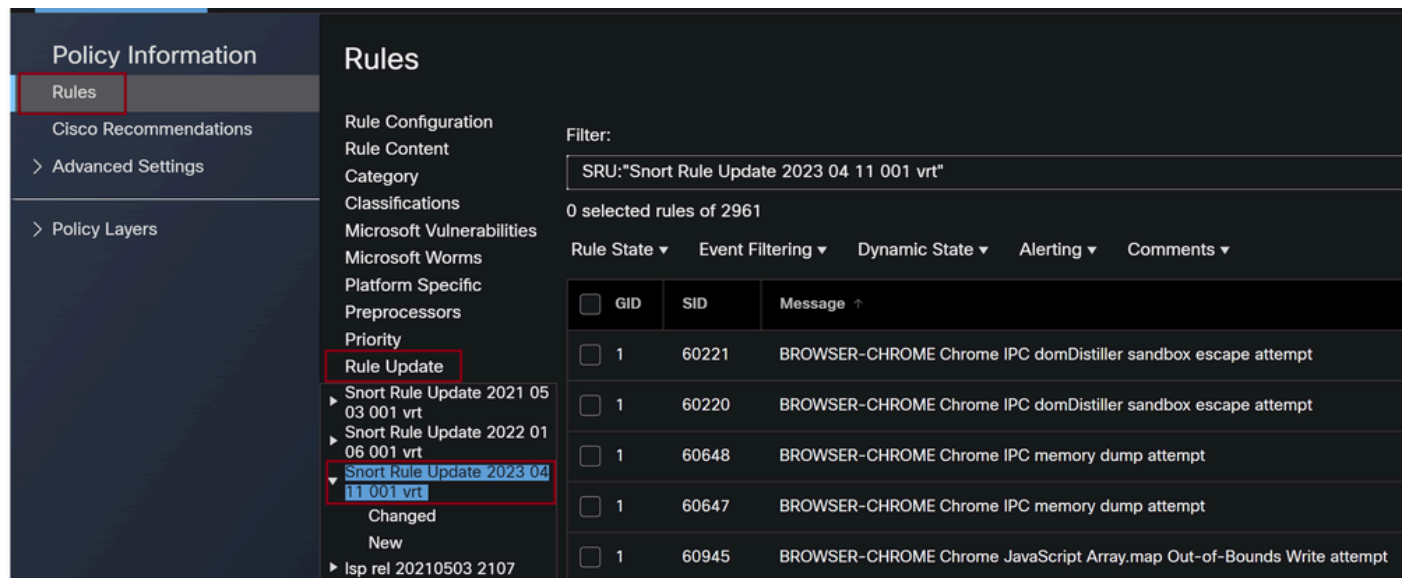 Policy Information
Rules
Cisco Recommendations
Advanced Settings
Policy Layers
Rules
Rule Configuration
Rule Content
Category
Classifications
Microsoft Vulnerabilities
Microsoft Worms
Platform Specific
Preprocessors
Priority
Rule Update
Snort Rule Update 2021 05
03 001 vrt
Snort Rule Update 2022 01
06 001 vrt
Snort Rule Update 2023 04
11 001 vrt
Changed
New
lsp rel 20210503 2107
Filter:
SRU:"Snort Rule Update 2023 04 11 001 vrt"
0 selected rules of 2961
Rule State Event Filtering Dynamic State Alerting Comments
GID SID Message
1 60221 BROWSER-CHROME Chrome IPC domDistiller sandbox escape attempt
1 60220 BROWSER-CHROME Chrome IPC domDistiller sandbox escape attempt
1 60648 BROWSER-CHROME Chrome IPC memory dump attempt
1 60647 BROWSER-CHROME Chrome IPC memory dump attempt
1 60945 BROWSER-CHROME Chrome JavaScript Array.map Out-of-Bounds Write attempt